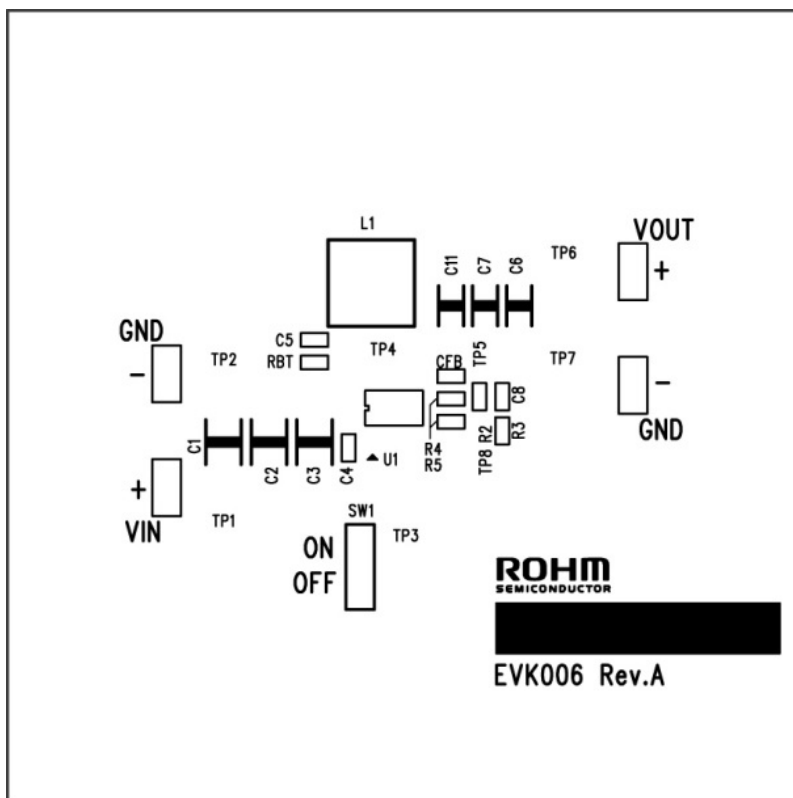 L1
VOUT
+
TP6
C11
C7
C6
GND
-
TP2
C5
RBT
TP4
CFB
TP5
TP7
-
GND
C8
C1
C2
C3
C4
U1
R4
R5
R2
R3
TP8
+
VIN
TP1
SW1
TP3
ON
OFF
ROHM
SEMICONDUCTOR
EVK006 Rev.A